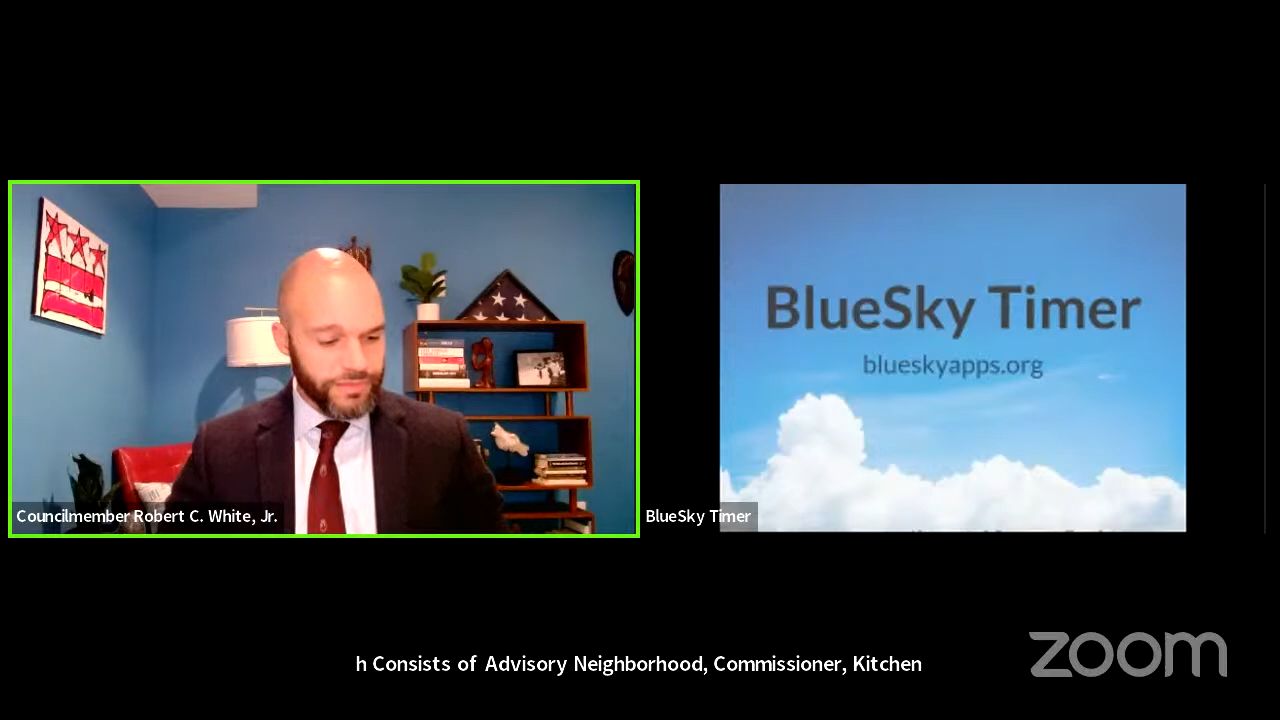 BlueSky Timer
blueskyapps.org
Councilmember Robert C. White, Jr.
BlueSky Timer
h Consists of Advisory Neighborhood, Commissioner, Kitchen
zoom